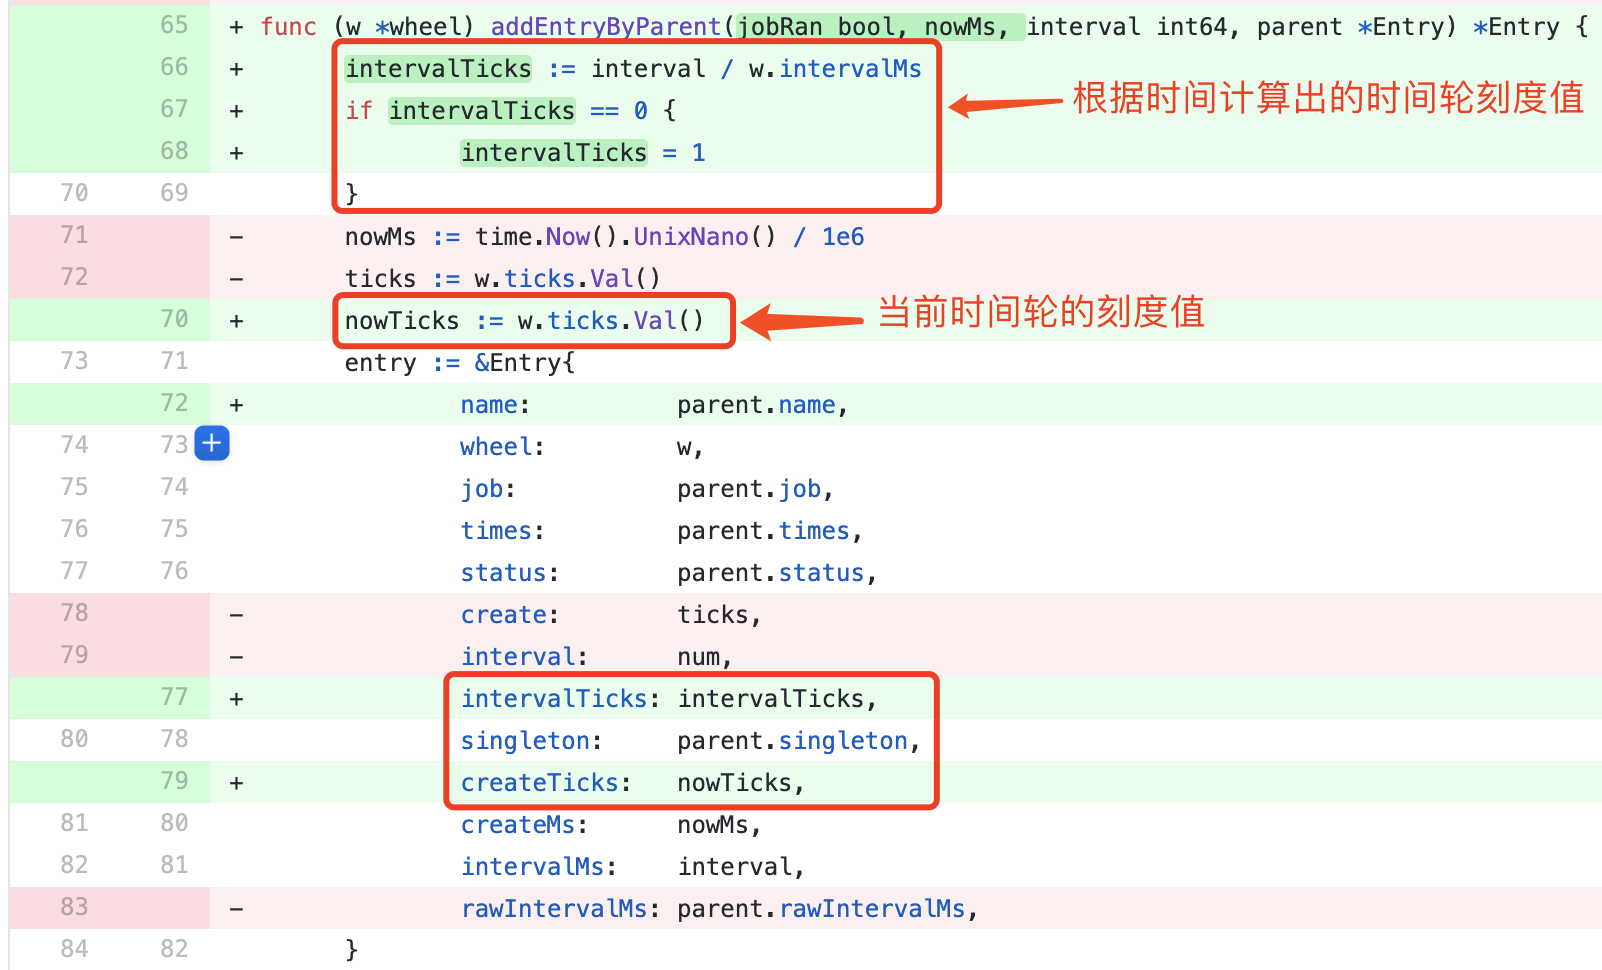 65 + func (w *wheel) addEntryByParent(jobRan bool, nowMs, interval int64, parent *Entry) *Entry {
66 + intervalTicks := interval / w.intervalMs
67 + if intervalTicks == 0 {
根据时间计算出的时间轮刻度值
68 + intervalTicks = 1
70 69 }
71 - nowMs := time.Now().UnixNano() / 1e6
72 - ticks := w.ticks.Val()
70 + nowTicks := w.ticks.Val()
当前时间轮的刻度值
73 71 entry := &Entry{
72 + name: parent.name,
74 73 + wheel: w,
75 74 job: parent.job,
76 75 times: parent.times,
77 76 status: parent.status,
78 - create: ticks,
79 - interval: num,
77 + intervalTicks: intervalTicks,
80 78 singleton: parent.singleton,
79 + createTicks: nowTicks,
81 80 createMs: nowMs,
82 81 intervalMs: interval,
83 - rawIntervalMs: parent.rawIntervalMs,
84 82 }